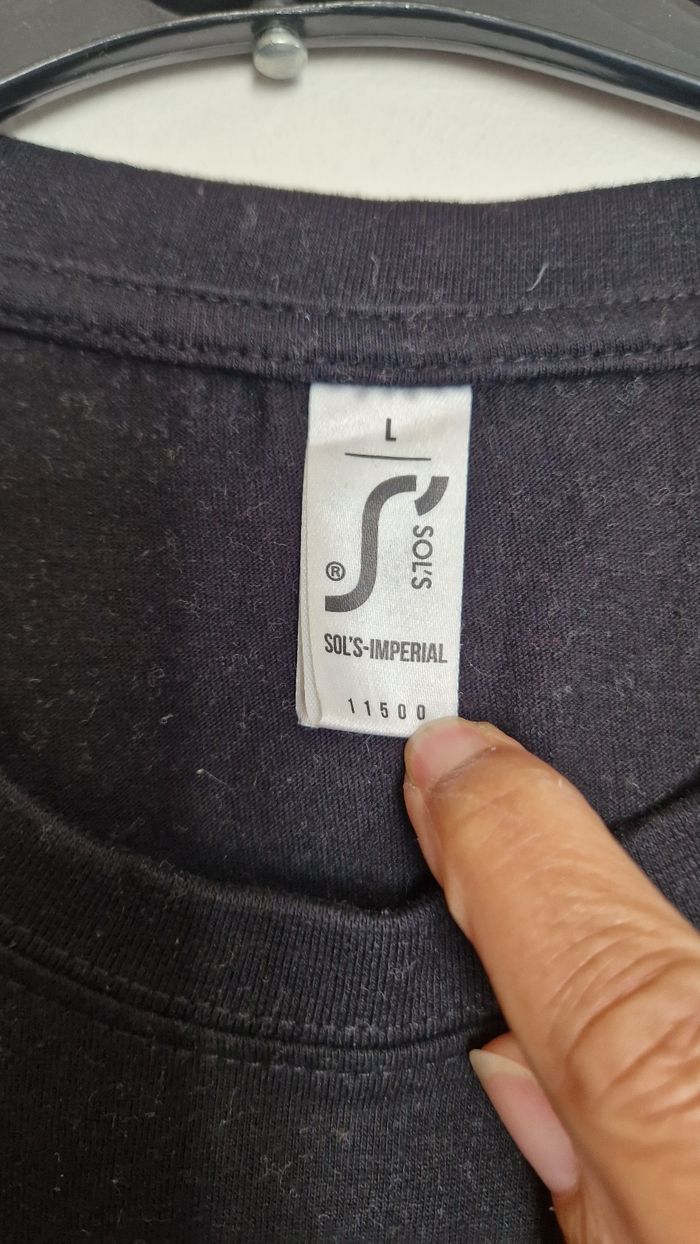 L
SOL'S
®
SOL'S-IMPERIAL
11500